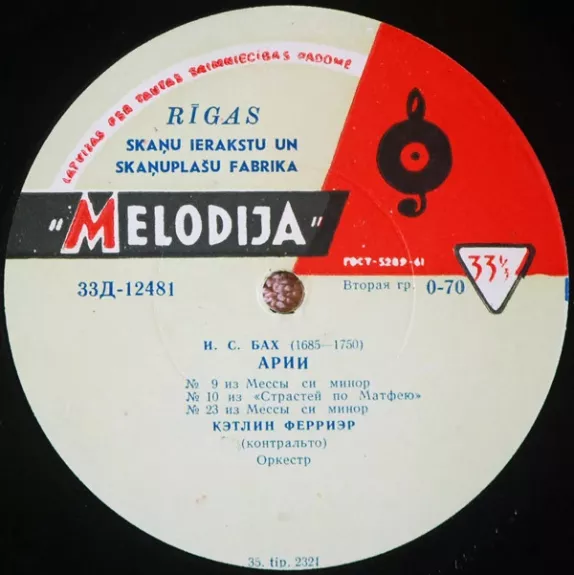 LATVIJAS PSR TAUTAS SAIMNIECĪBAS PADOME
RĪGAS
SKAŅU IERAKSTU UN
SKAŅUPLAŠU FABRIKA
"MELODIJA"
ГОСТ-5289-61
33⅓
33Д-12481
Вторая гр. 0-70
И. С. БАХ (1685—1750)
АРИИ
№ 9 из Мессы си минор
№ 10 из «Страстей по Матфею»
№ 23 из Мессы си минор
КЭТЛИН ФЕРРИЭР
(контральто)
Оркестр
35. tip. 2321